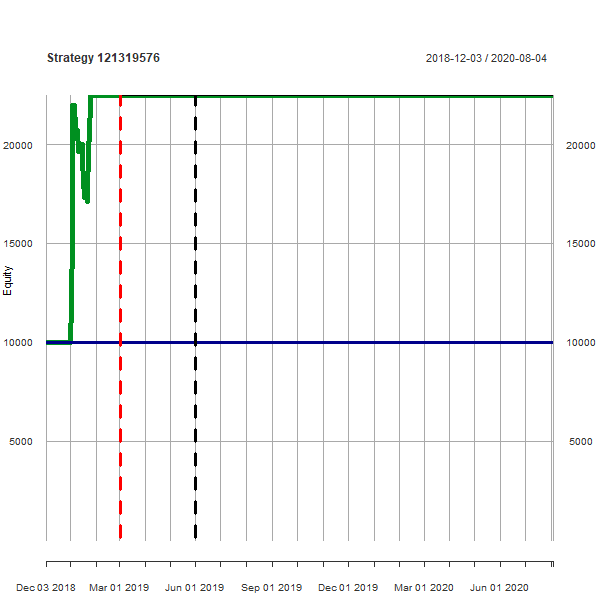 Strategy 121319576
2018-12-03 / 2020-08-04
20000
20000
15000
15000
Equity
10000
10000
5000
5000
Dec 03 2018
Mar 01 2019
Jun 01 2019
Sep 01 2019
Dec 01 2019
Mar 01 2020
Jun 01 2020